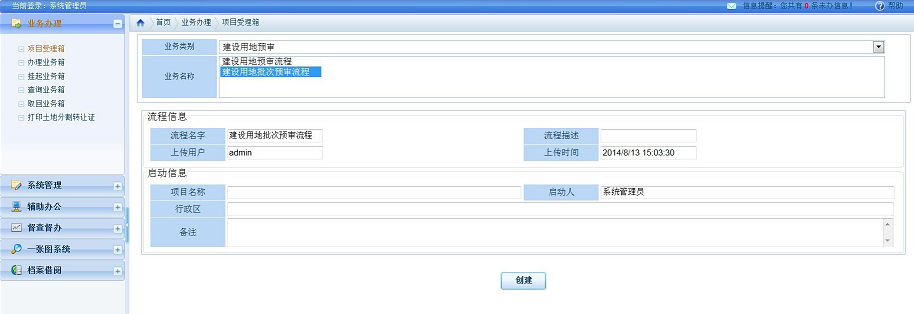 当前登录：系统管理员
信息提醒：您共有 0 条未办信息！
帮助
业务办理
首页 业务办理 项目受理箱
项目受理箱
办理业务箱
挂起业务箱
查询业务箱
取回业务箱
打印土地分割转让证
系统管理
辅助办公
督查督办
一张图系统
档案借阅
业务类别 建设用地预审
业务名称
建设用地预审流程
建设用地批次预审流程
流程信息
流程名字 建设用地批次预审流程 流程描述
上传用户 admin 上传时间 2014/8/13 15:03:30
启动信息
项目名称 启动人 系统管理员
行政区
备注
创建